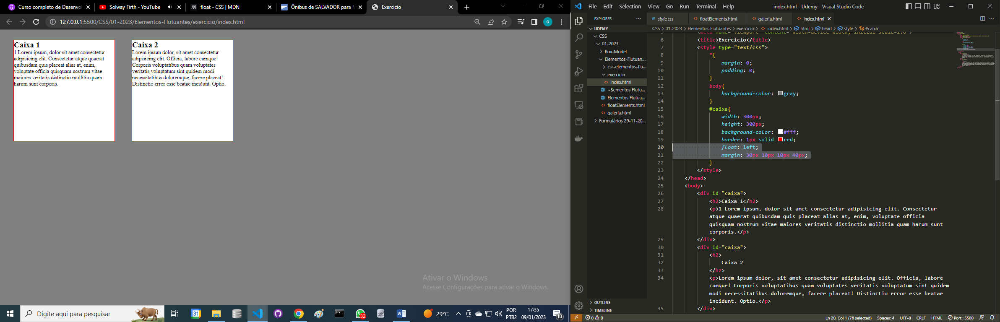 Curso completo de Desenvol
Solway Firth - YouTube
float - CSS | MDN
Ônibus de SALVADOR para M
Exercicio
127.0.0.1:5500/CSS/01-2023/Elementos-Flutuantes/exercicio/index.html
Caixa 1
1 Lorem ipsum, dolor sit amet consectetur
adipisicing elit. Consectetur atque quaerat
quibusdam quis placeat alias at, enim,
voluptate officia quisquam nostrum vitae
maiores veritatis distinctio mollitia quam
harum sunt corporis.
Caixa 2
Lorem ipsum dolor, sit amet consectetur
adipisicing elit. Officia, labore cumque!
Corporis voluptatibus quam voluptates
veritatis voluptatum sint quidem modi
necessitatibus doloremque, facere placeat!
Distinctio error esse beatae incidunt. Optio.
Ativar o Windows
Acesse Configurações para ativar o Windows.
Digite aqui para pesquisar
31
32
29°C
POR
PTB2
17:35
09/01/2023
10
File Edit Selection View Go Run Terminal Help
index.html - Udemy - Visual Studio Code
EXPLORER
UDEMY
CSS
01-2023
Box-Model
Elementos-Flutuan...
css-elementos-flu...
exercicio
index.html
~$ementos Flutu...
Elementos Flutua...
floatElements.html
galeria.html
Formulários 29-11-20...
OUTLINE
TIMELINE
style.css
floatElements.html
galeria.html
index.html
CSS > 01-2023 > Elementos-Flutuantes > exercicio > index.html > html > head > style > #caixa
5 <meta name="viewport" content="width=device-width, initial-scale=1.0">
6 <title>Exercicio</title>
7 <style type="text/css">
8 *{
9 margin: 0;
10 padding: 0;
11 }
12 body{
13 background-color: gray;
14 }
15 #caixa{
16 width: 300px;
17 height: 300px;
18 background-color: #fff;
19 border: 1px solid red;
20 float: left;
21 margin: 30px 10px 10px 40px;
22 }
23 </style>
24 </head>
25 <body>
26 <div id="caixa">
27 <h2>Caixa 1</h2>
28 <p>1 Lorem ipsum, dolor sit amet consectetur adipisicing elit. Consectetur
atque quaerat quibusdam quis placeat alias at, enim, voluptate officia
quisquam nostrum vitae maiores veritatis distinctio mollitia quam harum sunt
corporis.</p>
29 </div>
30 <div id="caixa">
31 <h2>
32 Caixa 2
33 </h2>
34 <p>Lorem ipsum dolor, sit amet consectetur adipisicing elit. Officia, labore
cumque! Corporis voluptatibus quam voluptates veritatis voluptatum sint quidem
modi necessitatibus doloremque, facere placeat! Distinctio error esse beatae
incidunt. Optio.</p>
35 </div>
0 0
Ln 20, Col 1 (76 selected) Spaces: 4 UTF-8 CRLF HTML Port : 5500